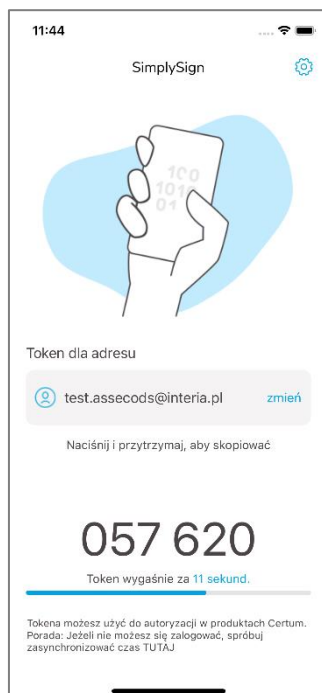 11:44
SimplySign
100
1010
01
Token dla adresu
test.assecods@interia.pl zmień
Naciśnij i przytrzymaj, aby skopiować
057 620
Token wygaśnie za 11 sekund.
Tokena możesz użyć do autoryzacji w produktach Certum.
Porada: Jeżeli nie możesz się zalogować, spróbuj
zasynchronizować czas TUTAJ